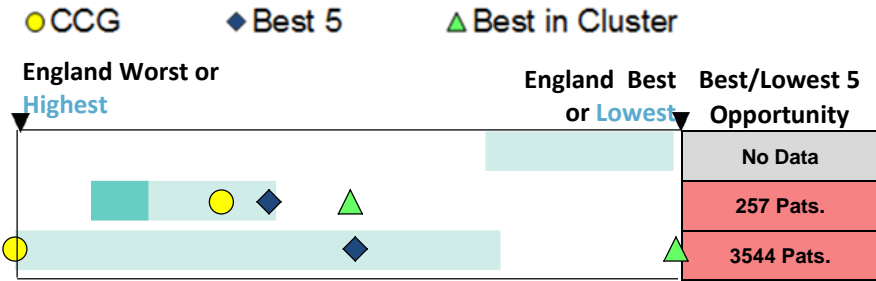 CCG Best 5 Best in Cluster
England Worst or
Highest
England Best
or Lowest
Best/Lowest 5
Opportunity
No Data
257 Pats.
3544 Pats.